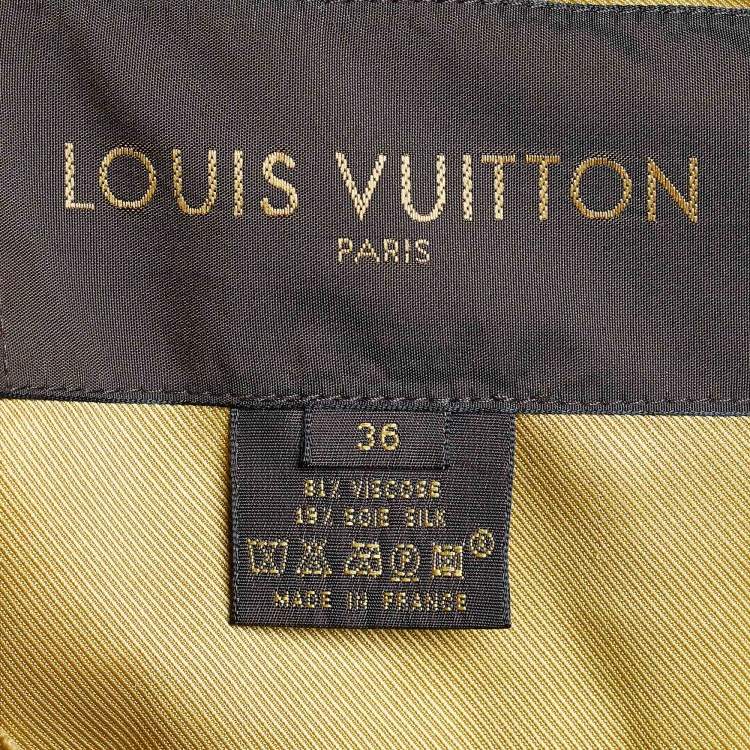 LOUIS VUITTON
PARIS
36
81% VISCOSE
19% SOIE SILK
P ®
MADE IN FRANCE